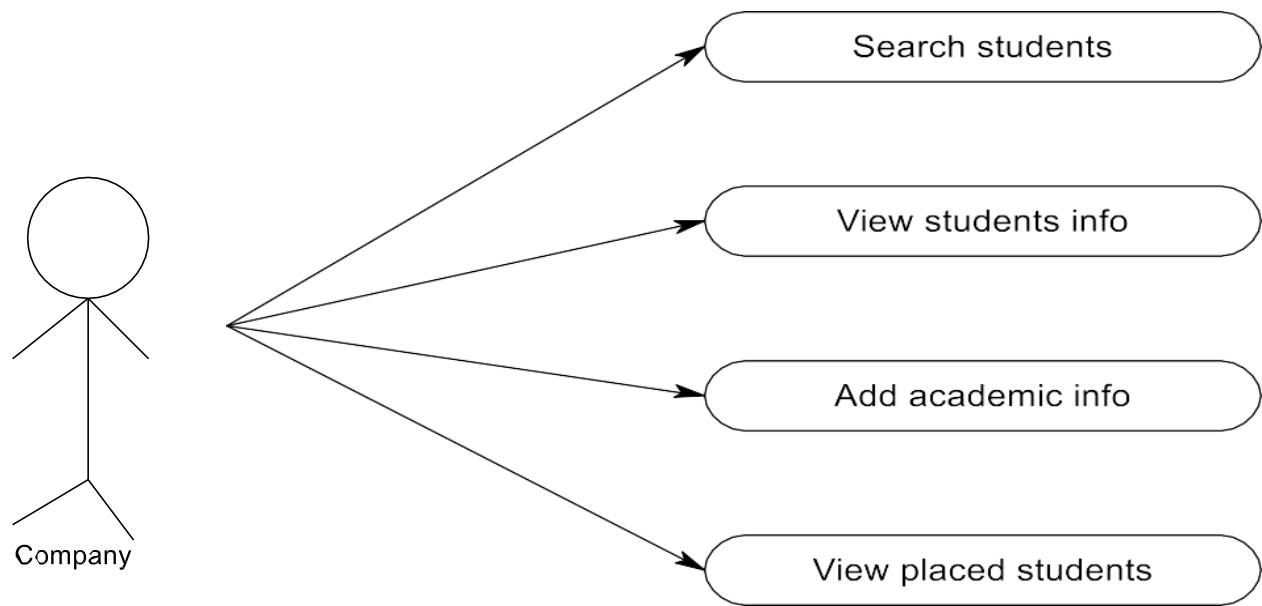 Search students
View students info
Add academic info
View placed students
Company